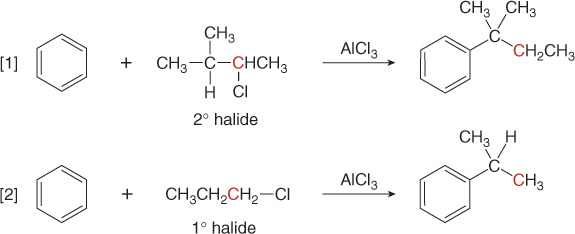 CH₃ CH₃
CH₃ AlCl₃ C
[1] + CH₃—C—CHCH₃ CH₂CH₃
H Cl
2° halide
CH₃ H
AlCl₃ C
[2] + CH₃CH₂CH₂—Cl CH₃
1° halide